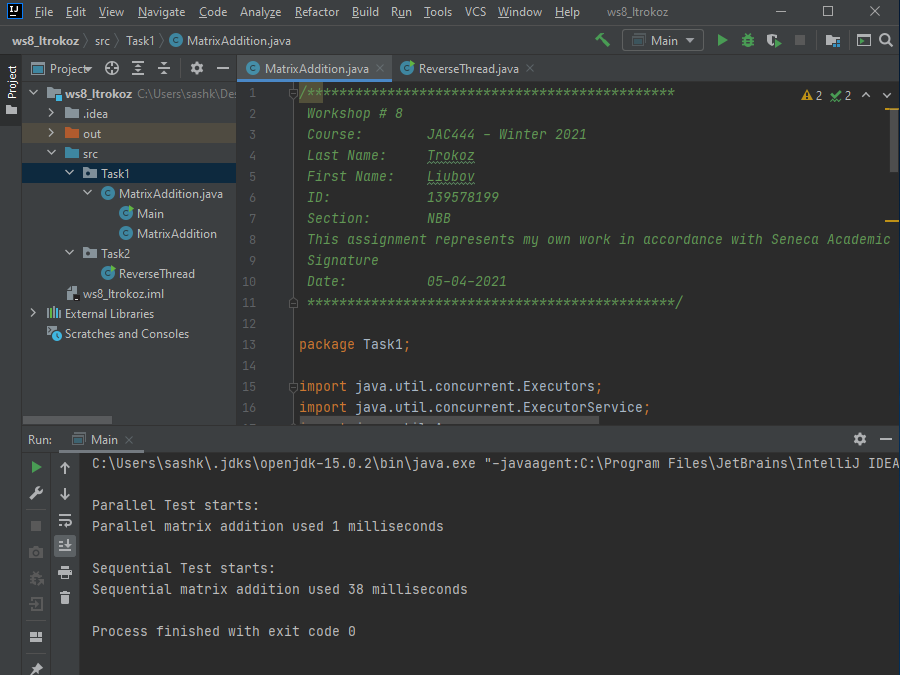 File Edit View Navigate Code Analyze Refactor Build Run Tools VCS Window Help ws8_ltrokoz
ws8_ltrokoz src Task1 MatrixAddition.java Main
Project
Project
MatrixAddition.java ReverseThread.java
ws8_ltrokoz C:\Users\sashk\De
.idea
out
src
Task1
MatrixAddition.java
Main
MatrixAddition
Task2
ReverseThread
ws8_ltrokoz.iml
External Libraries
Scratches and Consoles
2 2
1 /**********************************************
2 Workshop # 8
3 Course: JAC444 - Winter 2021
4 Last Name: Trokoz
5 First Name: Liubov
6 ID: 139578199
7 Section: NBB
8 This assignment represents my own work in accordance with Seneca Academic
9 Signature
10 Date: 05-04-2021
11 **********************************************/
12
13 package Task1;
14
15 import java.util.concurrent.Executors;
16 import java.util.concurrent.ExecutorService;
Run: Main
C:\Users\sashk\.jdks\openjdk-15.0.2\bin\java.exe "-javaagent:C:\Program Files\JetBrains\IntelliJ IDEA
Parallel Test starts:
Parallel matrix addition used 1 milliseconds
Sequential Test starts:
Sequential matrix addition used 38 milliseconds
Process finished with exit code 0